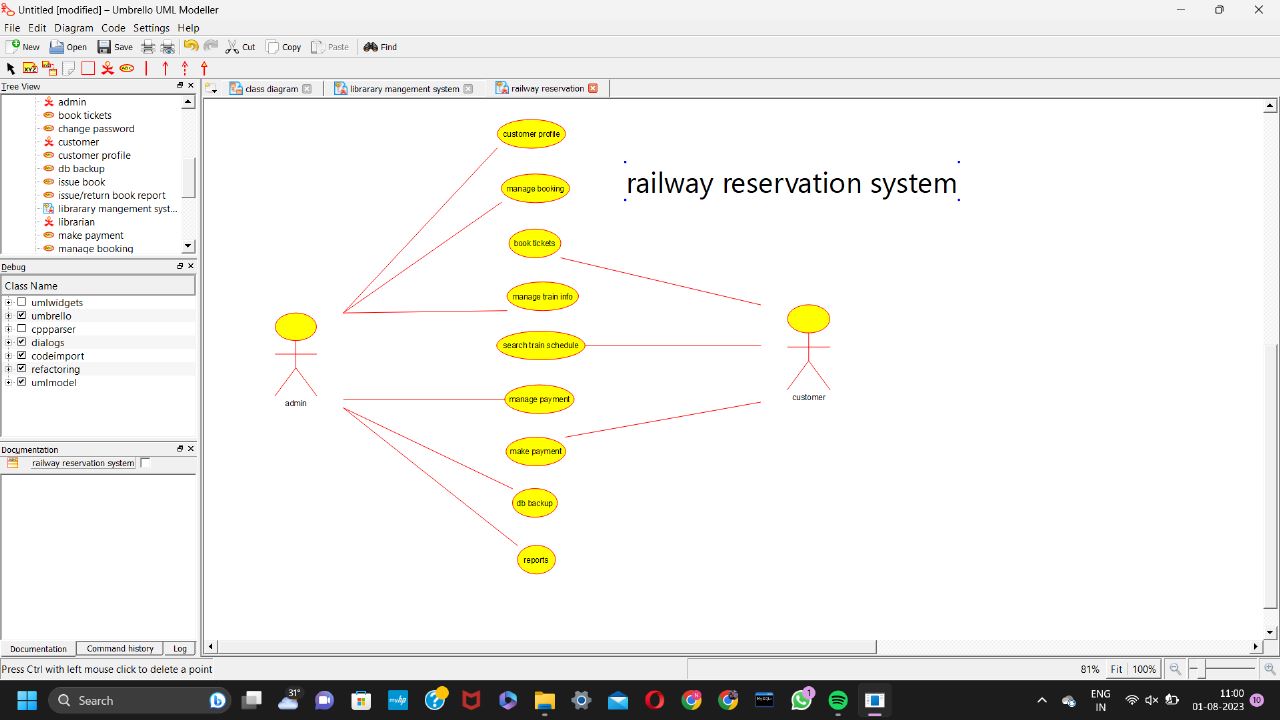 Untitled [modified] – Umbrello UML Modeller
File Edit Diagram Code Settings Help
New Open Save Cut Copy Paste Find
Tree View
class diagram
librarary mangement system
railway reservation
admin
book tickets
change password
customer
customer profile
db backup
issue book
issue/return book report
librarary mangement syst...
librarian
make payment
manage booking
Debug
Class Name
umlwidgets
umbrello
cppparser
dialogs
codeimport
refactoring
umlmodel
Documentation
railway reservation system
Documentation Command history Log
customer profile
manage booking
railway reservation system
book tickets
manage train info
search train schedule
admin
customer
manage payment
make payment
db backup
reports
Press Ctrl with left mouse click to delete a point
81% Fit 100%
Search
31°
ENG
IN
11:00
01-08-2023
10
1